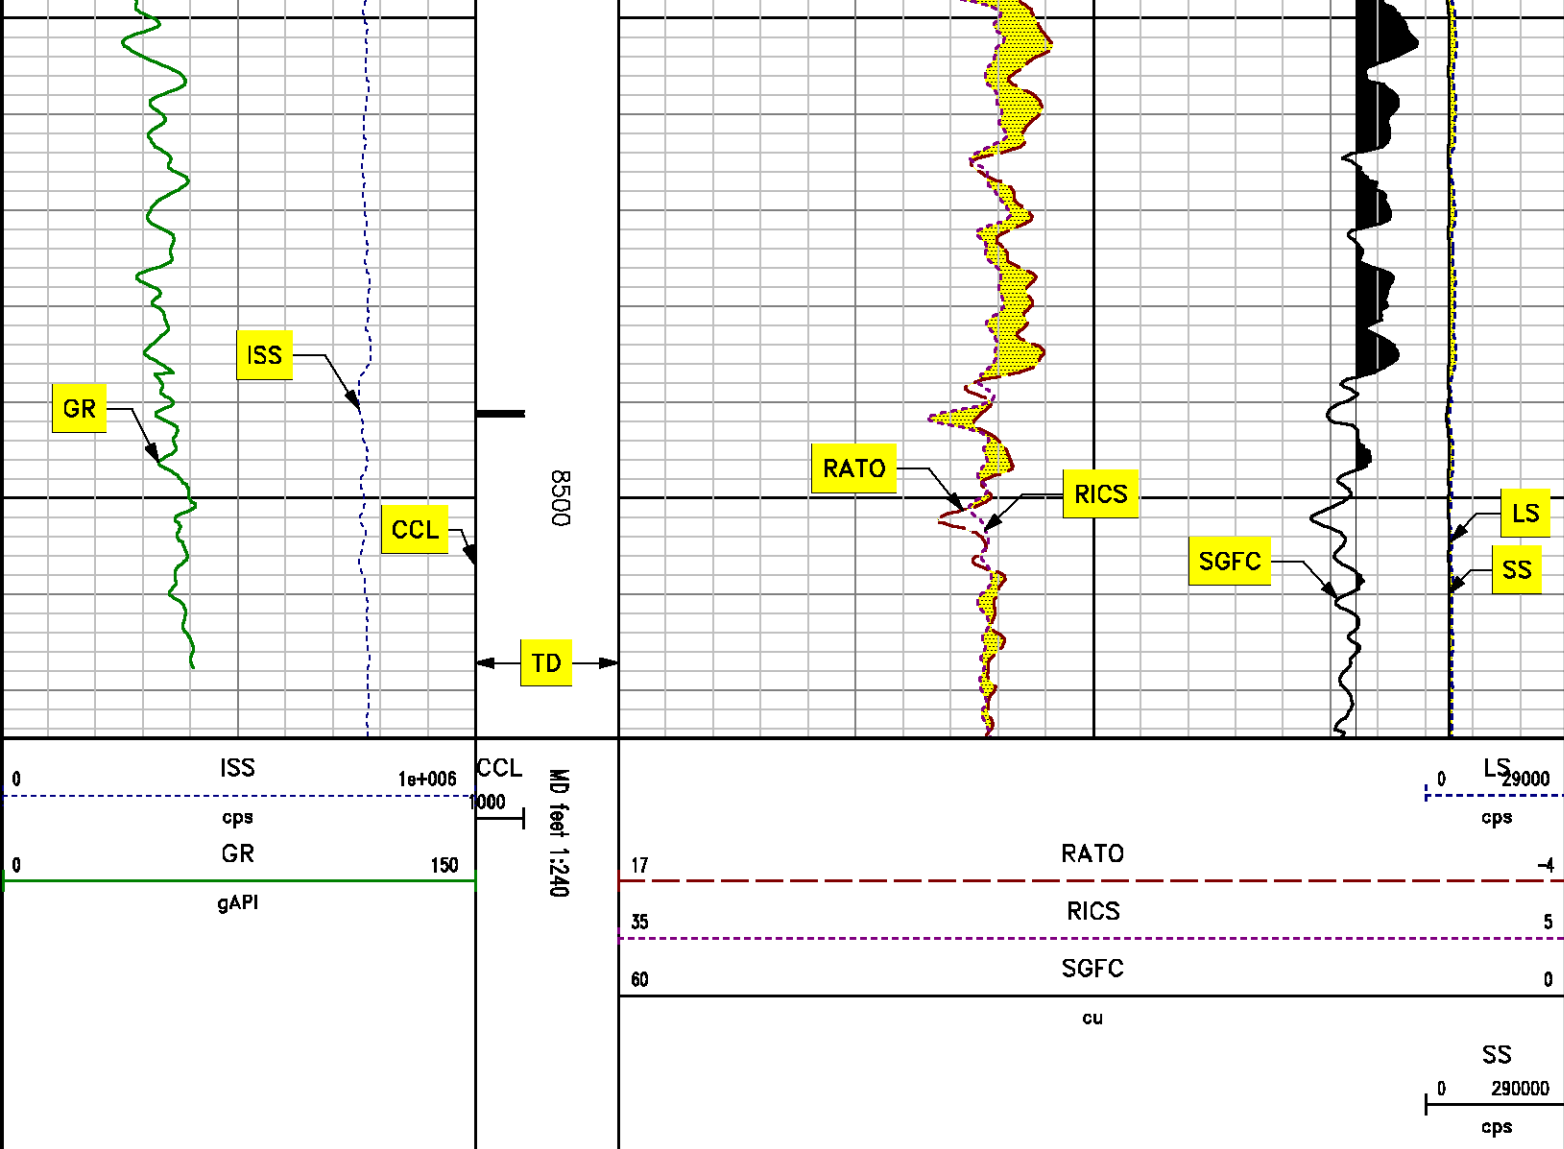 ISS
GR
RATO
8500
RICS
CCL
LS
SGFC
SS
TD
ISS
0 1e+006
cps
GR
0 150
gAPI
CCL
1000
MD feet 1:240
LS
0 29000
cps
RATO
17 -4
RICS
35 5
SGFC
60 0
cu
SS
0 290000
cps